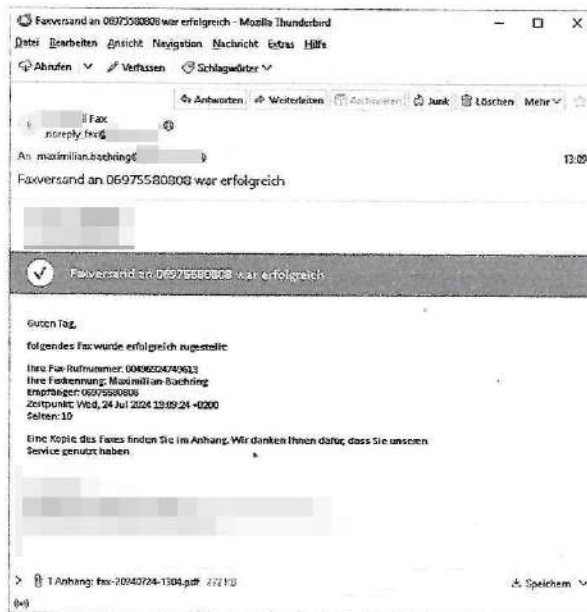 Faxversand an 06975580808 war erfolgreich - Mozilla Thunderbird
Datei Bearbeiten Ansicht Navigation Nachricht Extras Hilfe
Abrufen Verfassen Schlagwörter
Antworten Weiterleiten Archivieren Junk Löschen Mehr
Fax
noreply_fax@
An maximilian.baehring@
13:09
Faxversand an 06975580808 war erfolgreich
Faxversand an 06975580808 war erfolgreich
Guten Tag,
folgendes Fax wurde erfolgreich zugestellt:
Ihre Fax-Rufnummer: 00496924749613
Ihre Faxkennung: Maximilian-Baehring
Empfänger: 06975580808
Zeitpunkt: Wed, 24 Jul 2024 13:09:24 +0200
Seiten: 10
Eine Kopie des Faxes finden Sie im Anhang. Wir danken Ihnen dafür, dass Sie unseren
Service genutzt haben
1 Anhang: fax-20240724-1304.pdf 272 KB
Speichern